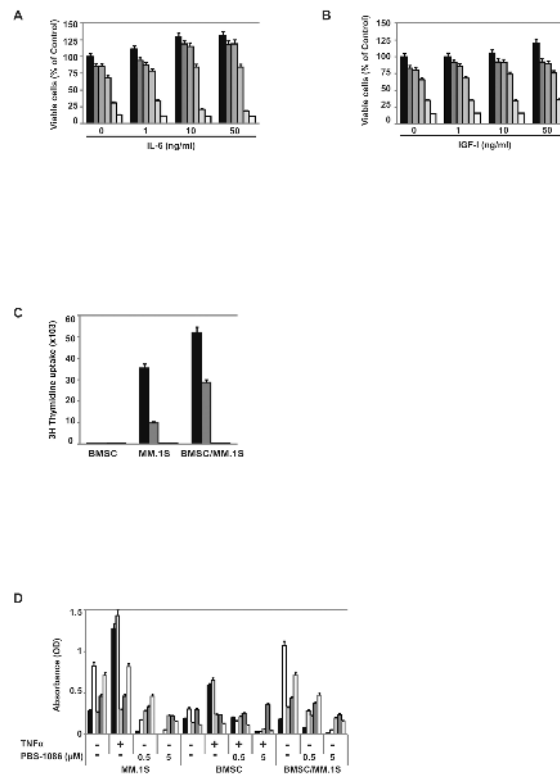 A
Viable cells (% of Control)
150
125
100
75
50
25
0
0 1 10 50
IL-6 (ng/ml)
B
Viable cells (% of Control)
150
125
100
75
50
25
0
0 1 10 50
IGF-I (ng/ml)
C
3H Thymidine uptake (x103)
60
50
40
30
20
10
0
BMSC MM.1S BMSC/MM.1S
D
Absorbance (OD)
1.5
1
0.5
0
TNFα - + - - - + + + - - -
PBS-1086 (µM) - - 0.5 5 - - 0.5 5 - 0.5 5
MM.1S BMSC BMSC/MM.1S